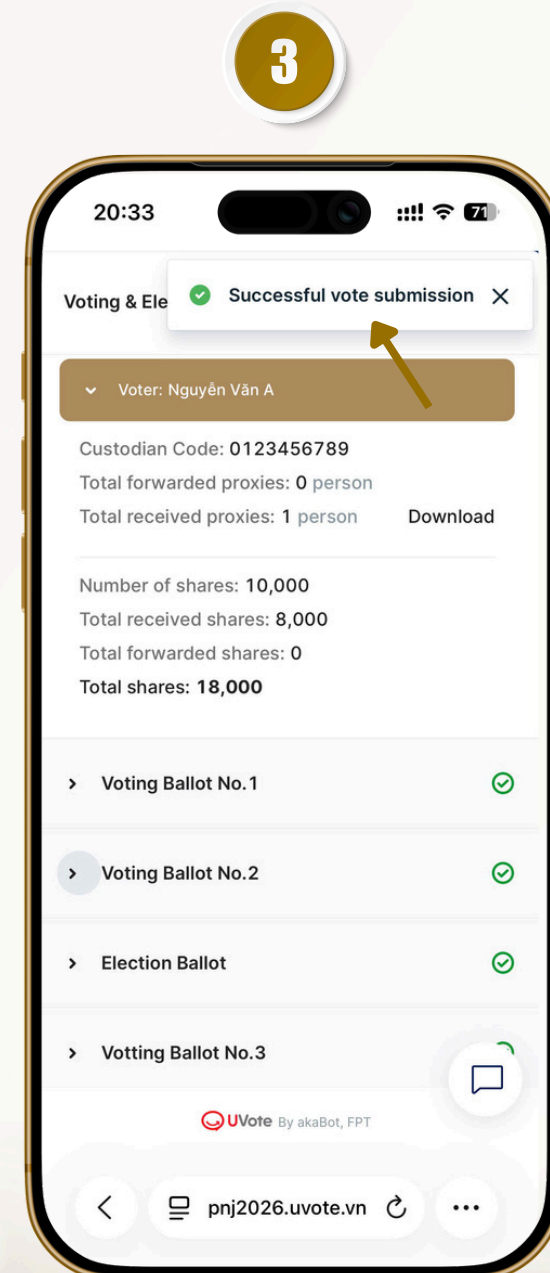 3
20:33
71
Voting & Ele
Successful vote submission
Voter: Nguyễn Văn A
Custodian Code: 0123456789
Total forwarded proxies: 0 person
Total received proxies: 1 person Download
Number of shares: 10,000
Total received shares: 8,000
Total forwarded shares: 0
Total shares: 18,000
Voting Ballot No.1
Voting Ballot No.2
Election Ballot
Votting Ballot No.3
UVote By akaBot, FPT
pnj2026.uvote.vn